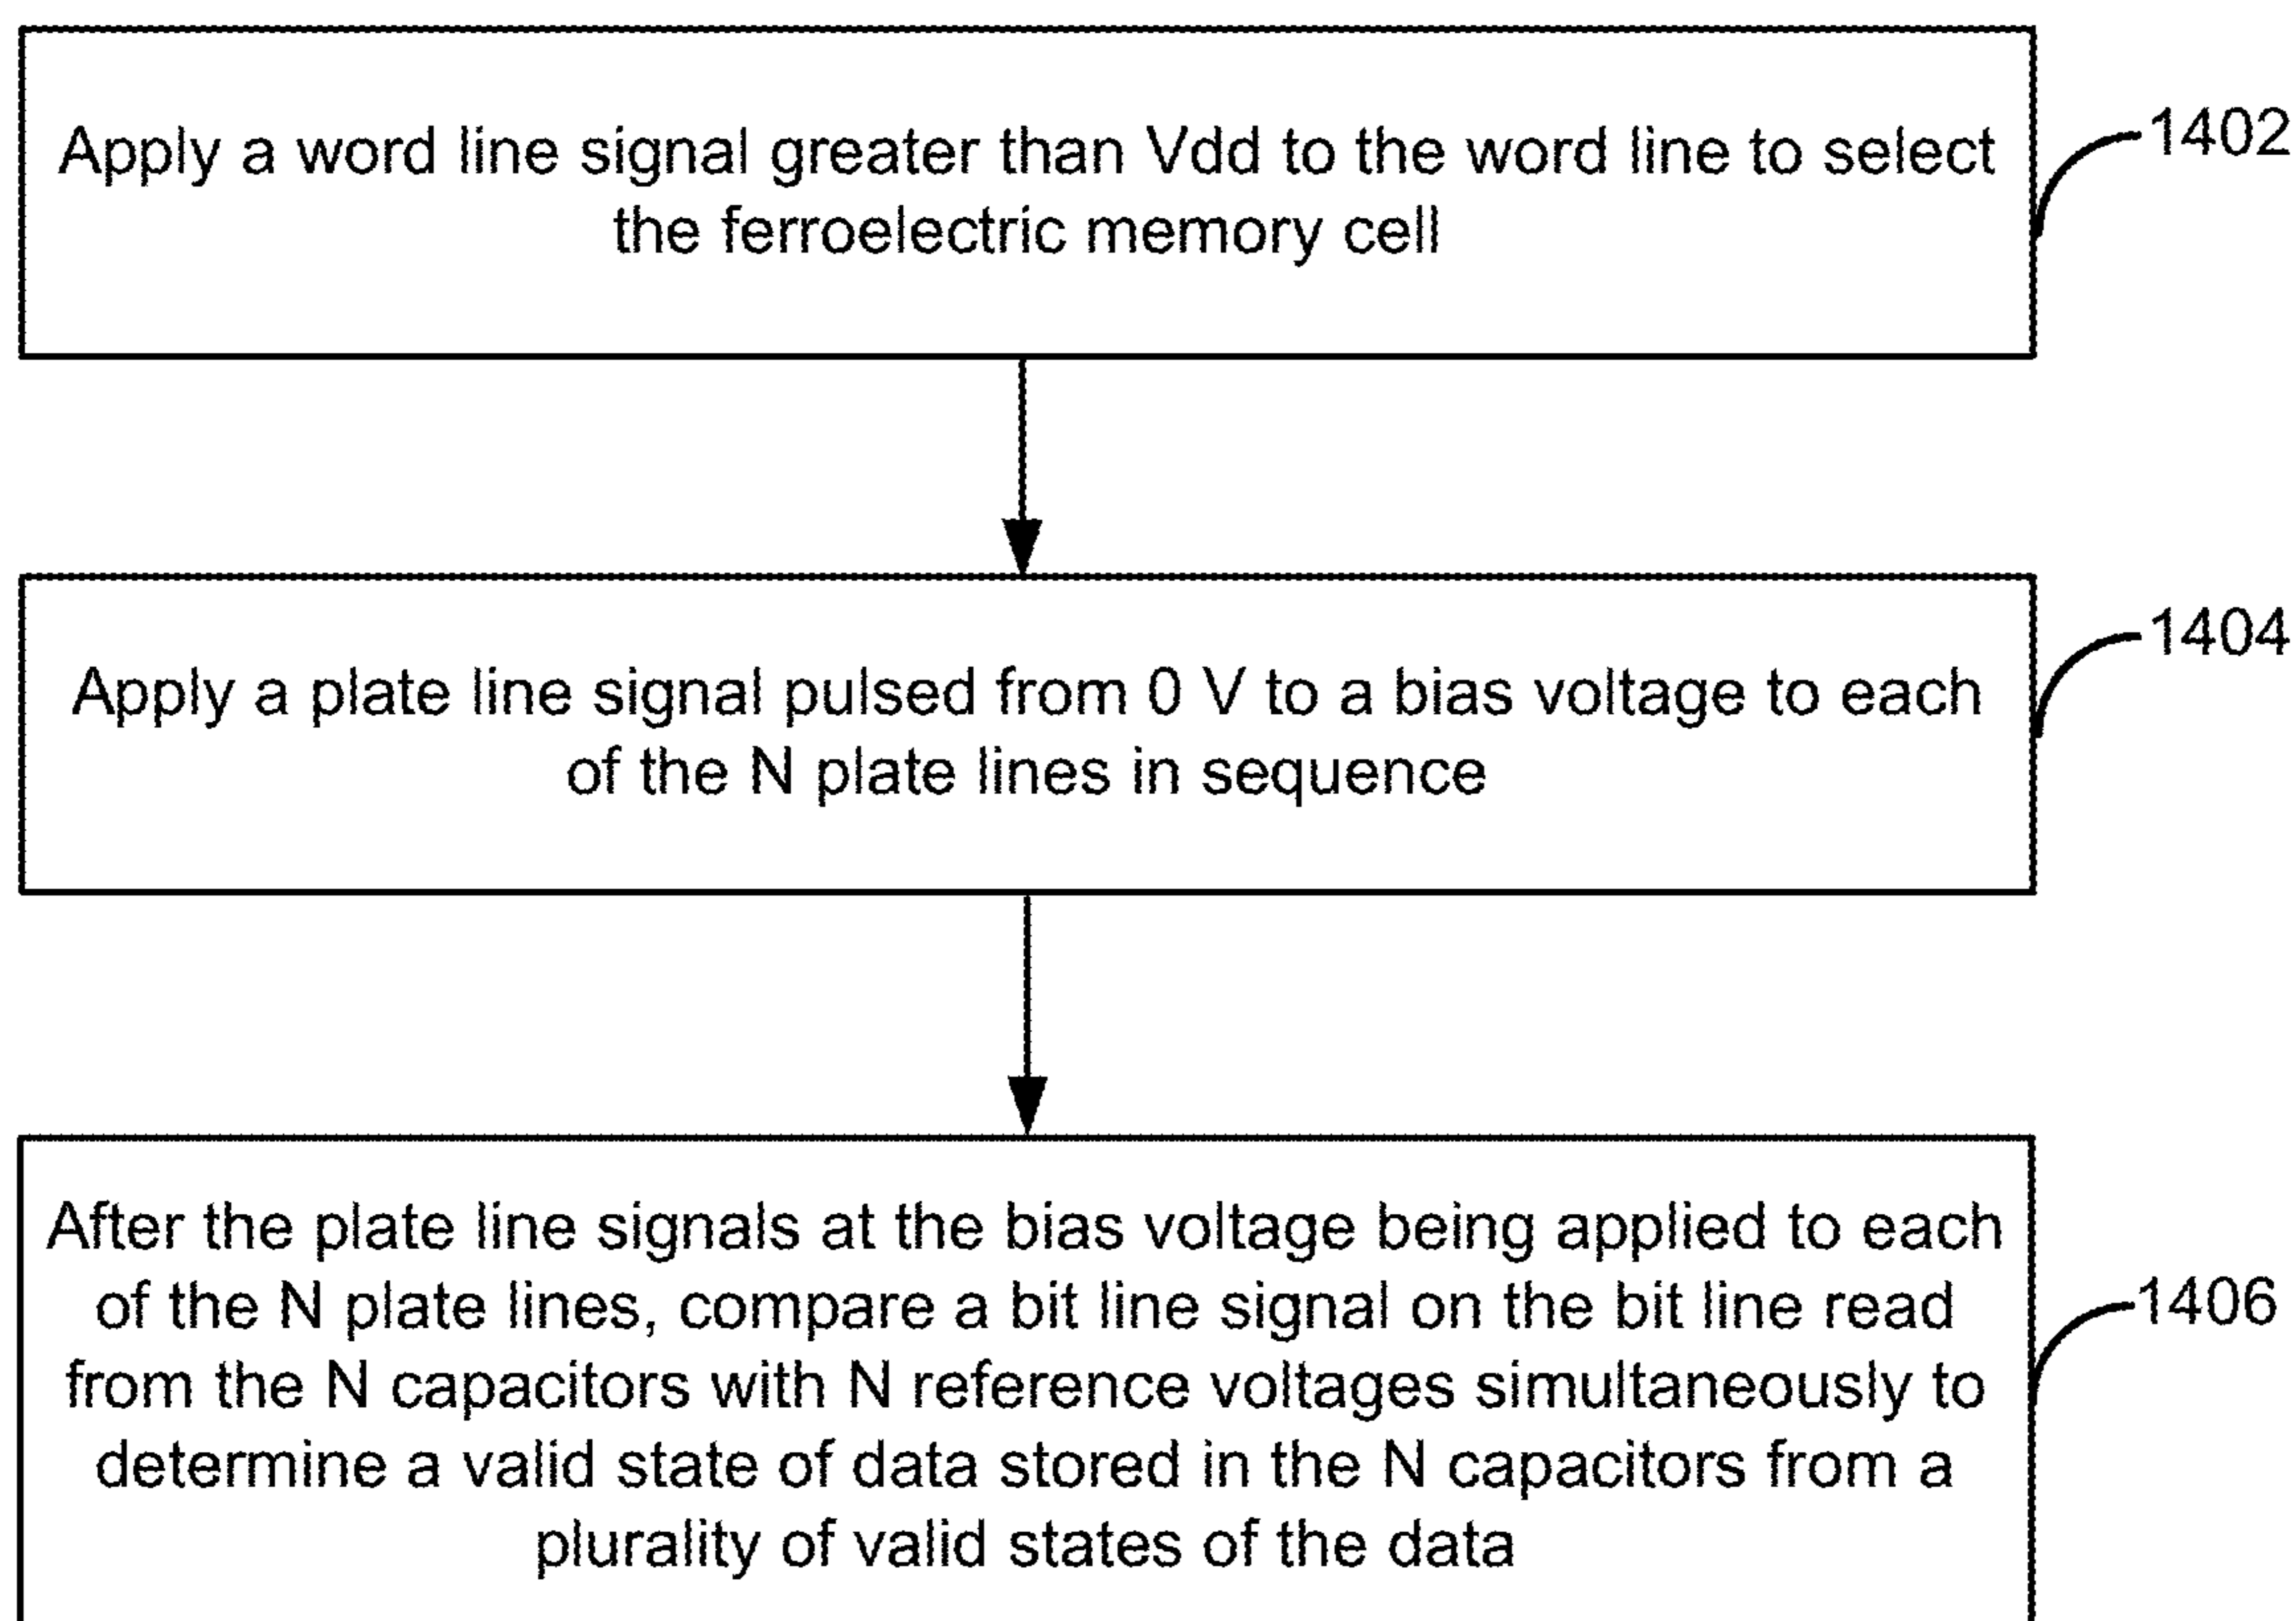 Apply a word line signal greater than Vdd to the word line to select
the ferroelectric memory cell
1402
Apply a plate line signal pulsed from 0 V to a bias voltage to each
of the N plate lines in sequence
1404
After the plate line signals at the bias voltage being applied to each
of the N plate lines, compare a bit line signal on the bit line read
from the N capacitors with N reference voltages simultaneously to
determine a valid state of data stored in the N capacitors from a
plurality of valid states of the data
1406